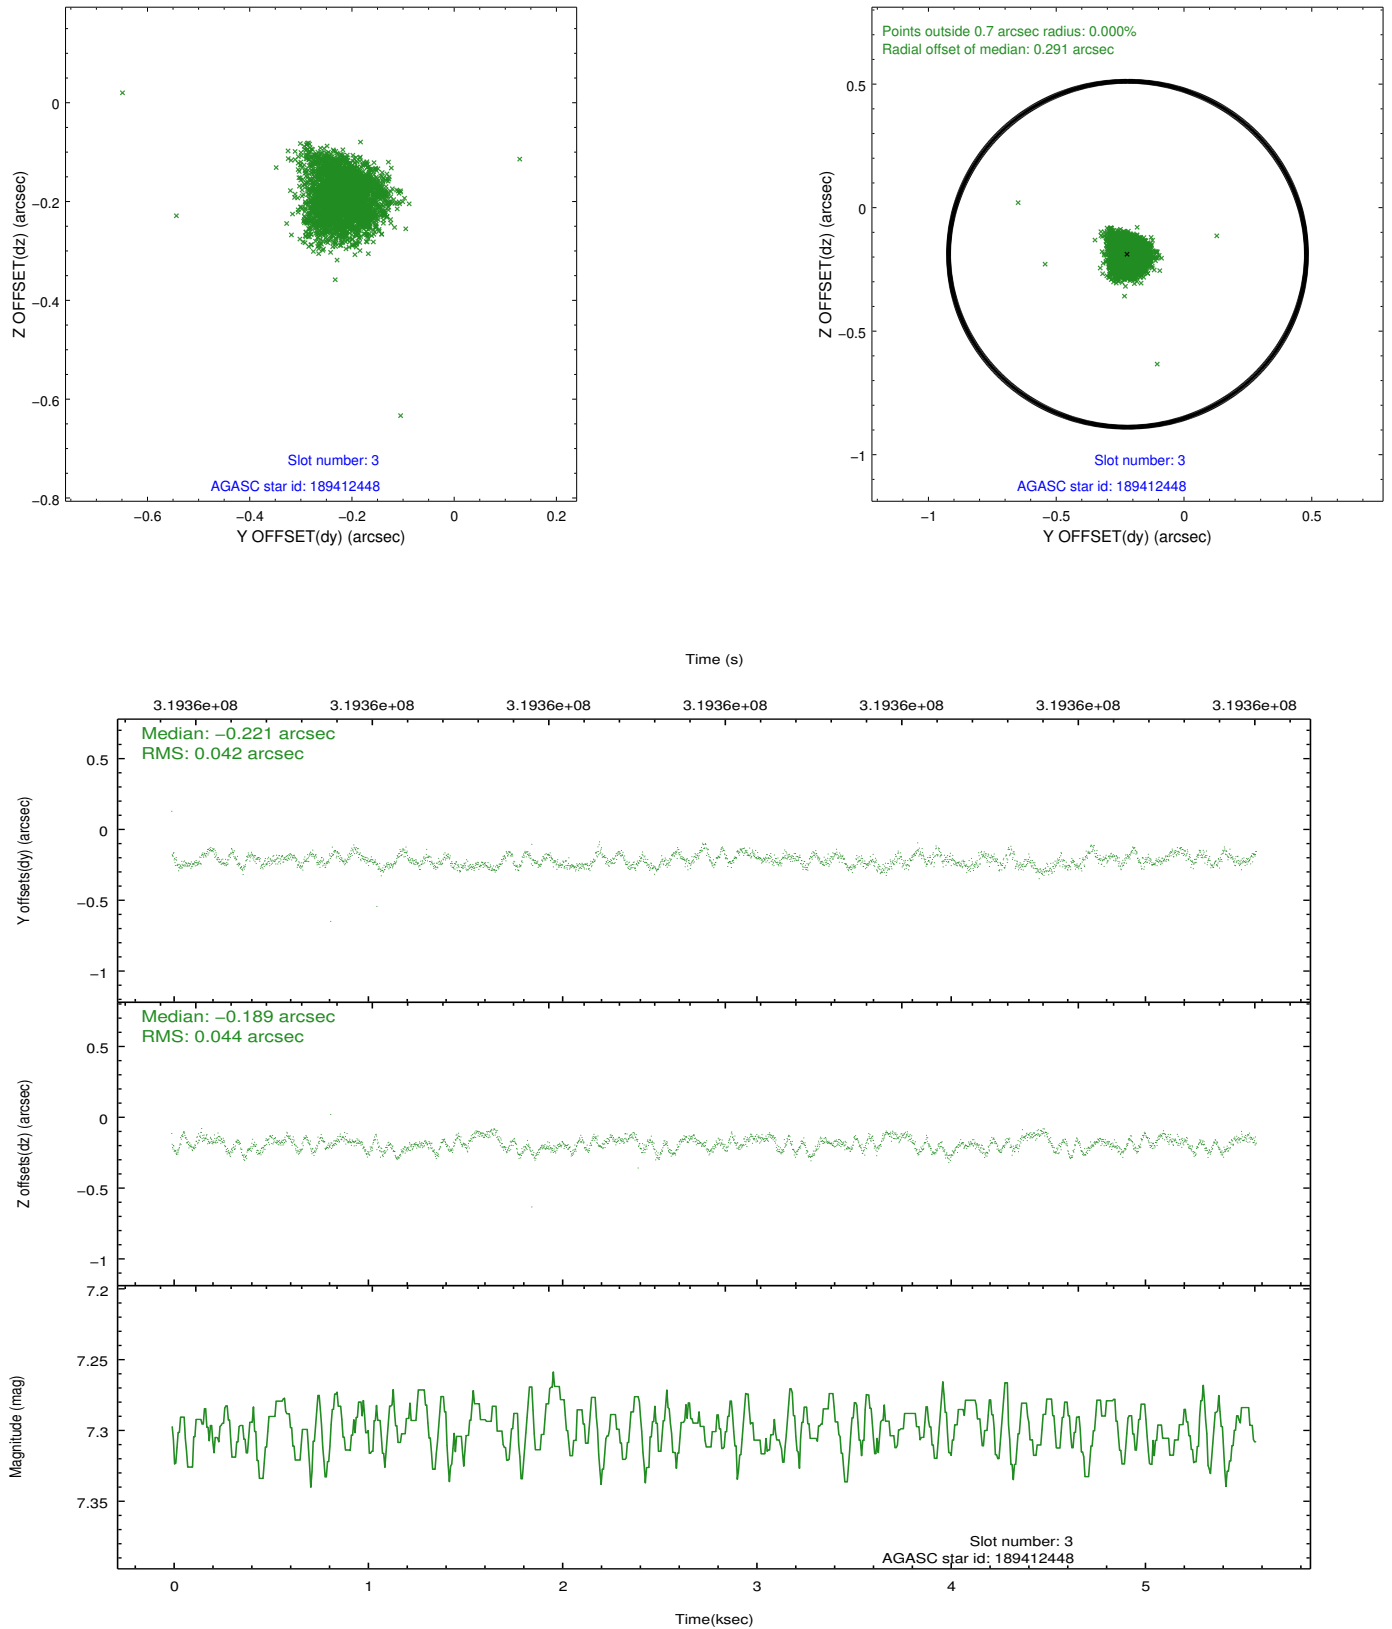 0
−0.2
−0.4
−0.6
−0.8
Z OFFSET(dz) (arcsec)
Slot number: 3
AGASC star id: 189412448
−0.6
−0.4
−0.2
0
0.2
Y OFFSET(dy) (arcsec)
Points outside 0.7 arcsec radius: 0.000%
Radial offset of median: 0.291 arcsec
0.5
0
−0.5
−1
Z OFFSET(dz) (arcsec)
Slot number: 3
AGASC star id: 189412448
−1
−0.5
0
0.5
Y OFFSET(dy) (arcsec)
Time (s)
3.1936e+08
3.1936e+08
3.1936e+08
3.1936e+08
3.1936e+08
3.1936e+08
3.1936e+08
Median: −0.221 arcsec
RMS: 0.042 arcsec
0.5
0
−0.5
−1
Y offsets(dy) (arcsec)
Median: −0.189 arcsec
RMS: 0.044 arcsec
0.5
0
−0.5
−1
Z offsets(dz) (arcsec)
7.2
7.25
7.3
7.35
Magnitude (mag)
Slot number: 3
AGASC star id: 189412448
0
1
2
3
4
5
Time(ksec)